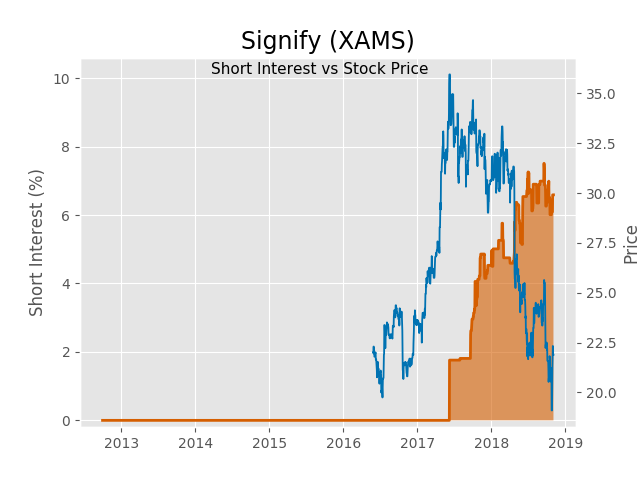 Signify (XAMS)
Short Interest vs Stock Price
Short Interest (%)
10
8
6
4
2
0
35.0
32.5
30.0
27.5
25.0
22.5
20.0
Price
2013 2014 2015 2016 2017 2018 2019